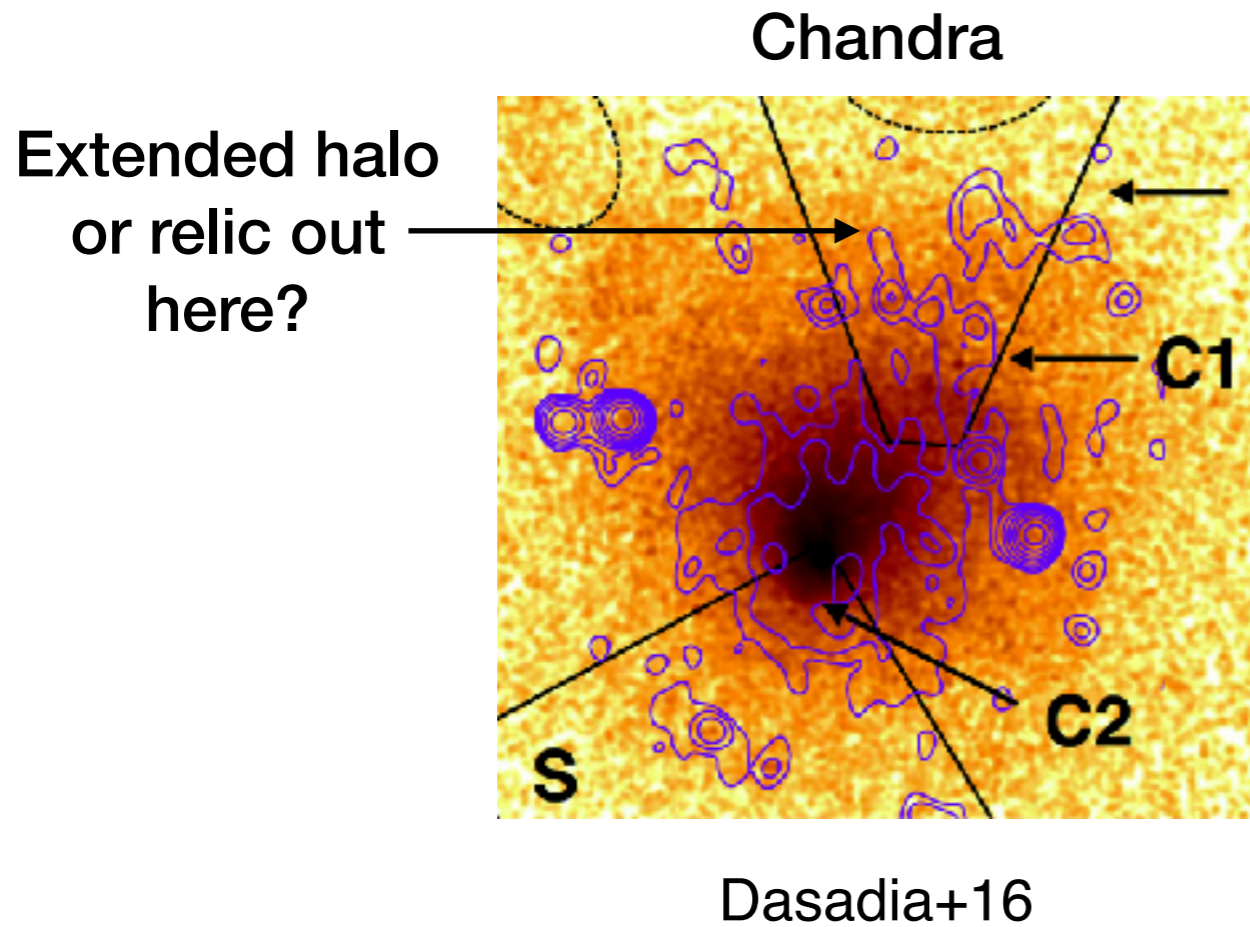 Chandra
Extended halo
or relic out
here?
C1
C2
S
Dasadia+16